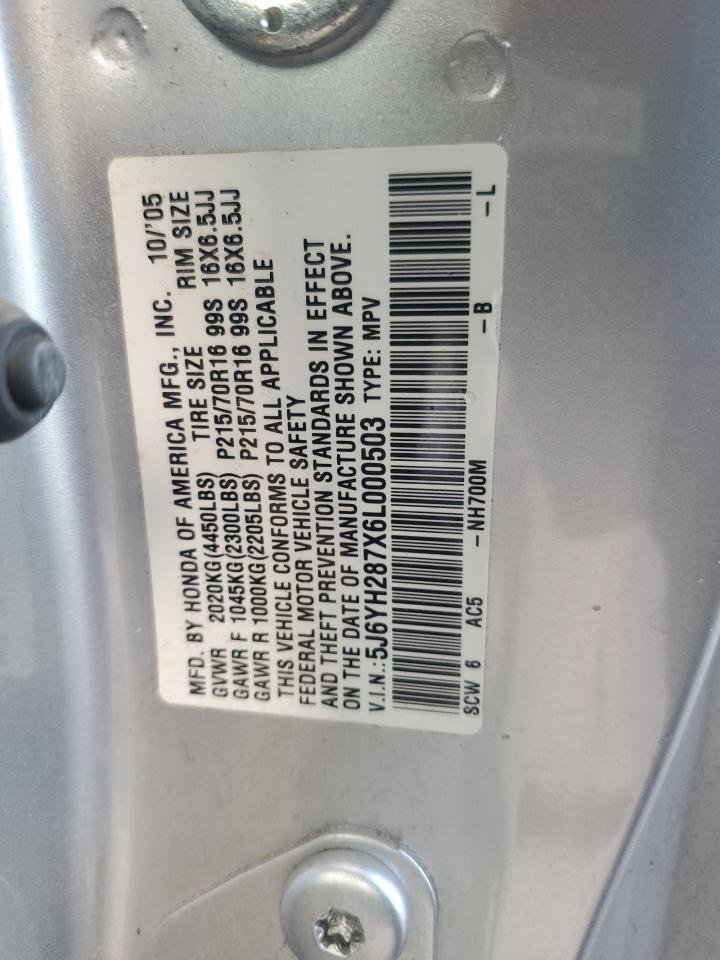 MFD. BY HONDA OF AMERICA MFG., INC. 10/'05
GVWR 2020KG(4450LBS) TIRE SIZE RIM SIZE
GAWR F 1045KG(2300LBS) P215/70R16 99S 16X6.5JJ
GAWR R 1000KG(2205LBS) P215/70R16 99S 16X6.5JJ
THIS VEHICLE CONFORMS TO ALL APPLICABLE
FEDERAL MOTOR VEHICLE SAFETY
AND THEFT PREVENTION STANDARDS IN EFFECT
ON THE DATE OF MANUFACTURE SHOWN ABOVE.
V.I.N.:5J6YH287X6L000503 TYPE: MPV
SCW 6 AC5 -NH700M -B -L